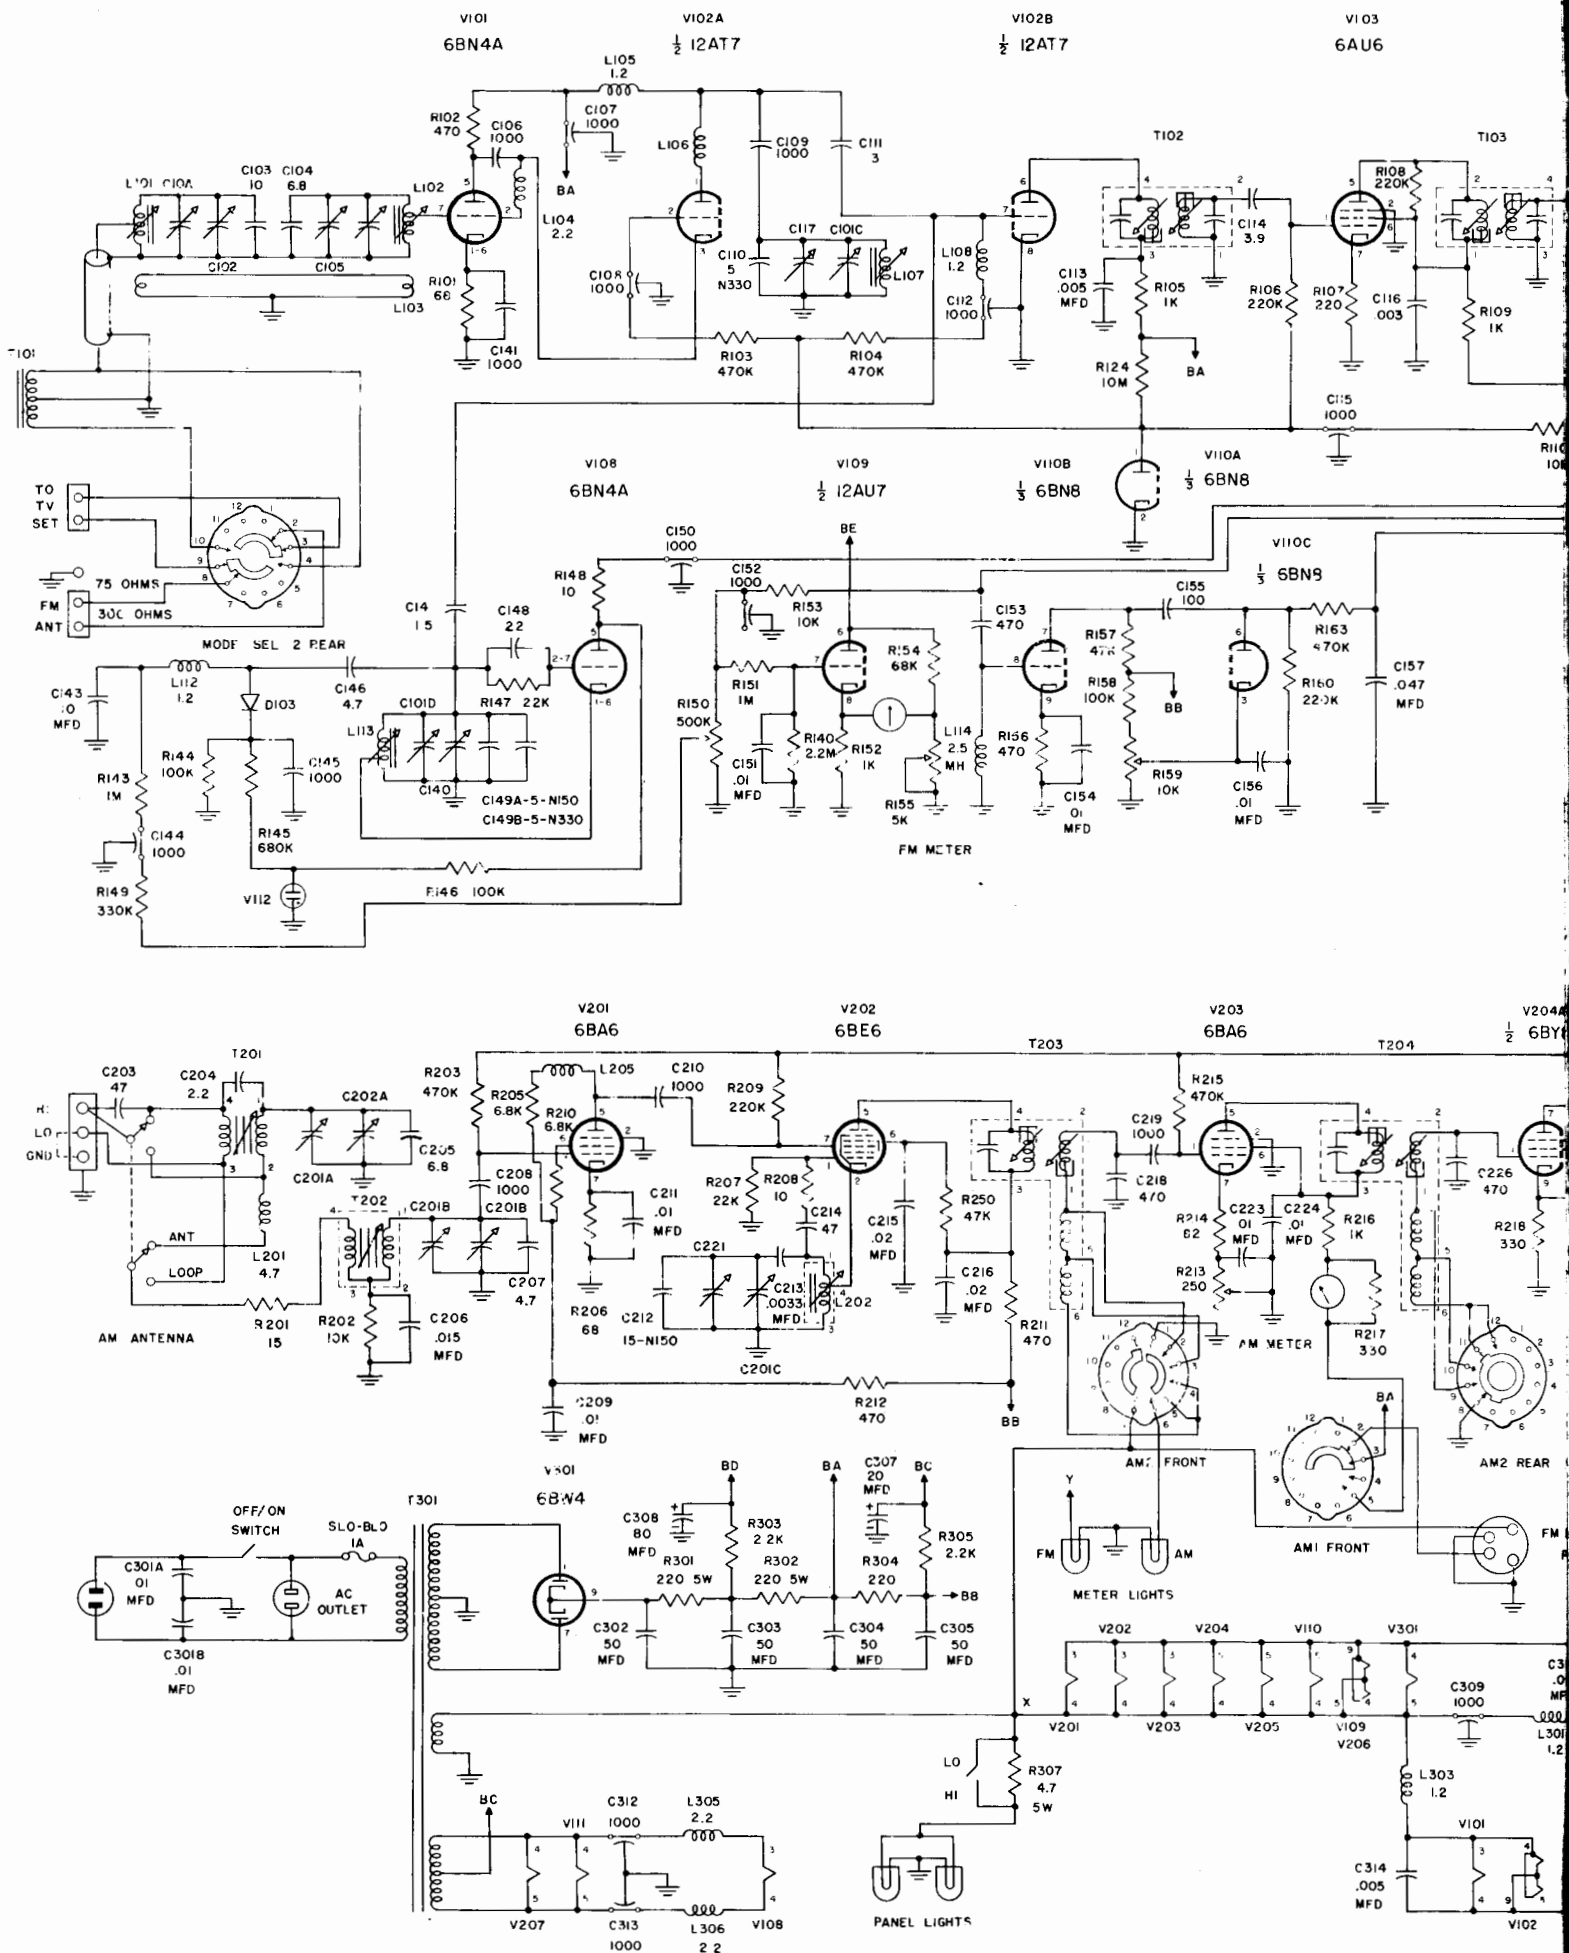 V101
6BN4A
V102A
½ 12AT7
V102B
½ 12AT7
V103
6AU6
L105
1.2
R102
470
C106
1000
C107
1000
BA
L106
C109
1000
C111
3
T102
T103
C103
10
C104
6.8
L102
L104
2.2
C102
C105
L103
R101
68
C141
1000
C108
1000
C110
5
N330
C117
C101C
L107
L108
1.2
C112
1000
R103
470K
R104
470K
C113
.005
MFD
R105
1K
C114
3.9
R124
10M
BA
R106
220K
R107
220
R108
220K
C116
.003
R109
1K
C115
1000
T101
TO
TV
SET
75 OHMS
FM
ANT
MODE SEL 2 REAR
V108
6BN4A
V109
½ 12AU7
V110B
⅓ 6BN8
V110A
⅓ 6BN8
V110C
⅓ 6BN8
C150
1000
R148
10
C148
22
R147 22K
C146
4.7
L112
1.2
D103
C143
10
MFD
R144
100K
R143
1M
C145
1000
R145
680K
C144
1000
R149
330K
V112
R146 100K
L113
C101D
C140
C149A-5-N150
C149B-5-N330
C152
1000
R153
10K
BE
R151
1M
R150
500K
C151
.01
MFD
R140
2.2M
R152
1K
R154
68K
R155
5K
L114
2.5
MH
C153
470
R156
470
C154
.01
MFD
FM METER
R157
47K
R158
100K
R159
10K
BB
C155
100
R160
220K
R163
470K
C156
.01
MFD
C157
.047
MFD
V201
6BA6
V202
6BE6
V203
6BA6
V204A
T201
C203
47
C204
2.2
LO
GND
C202A
C201A
C205
6.8
T202
ANT
LOOP
L201
4.7
AM ANTENNA
R201
15
R202
10K
C206
.015
MFD
C201B
C201B
C207
4.7
R203
470K
R205
6.8K
R210
6.8K
L205
C208
1000
C210
1000
C211
.01
MFD
R206
68
C209
.01
MFD
R209
220K
R207
22K
R208
10
C214
47
C221
C212
15-N150
C213
.0033
MFD
L202
C201C
C215
.02
MFD
R250
47K
C216
.02
MFD
R211
470
R212
470
BB
T203
C219
1000
C218
470
R215
470K
R214
82
C223
.01
MFD
C224
.01
MFD
R213
250
AM METER
R216
1K
R217
330
T204
C226
470
R218
330
AM2 FRONT
AM1 FRONT
AM2 REAR
BA
V301
6BW4
T301
OFF/ON
SWITCH
SLO-BLO
1A
C301A
.01
MFD
C301B
.01
MFD
AC
OUTLET
C308
80
MFD
BD
R303
2.2K
R301
220 5W
R302
220 5W
BA
C307
20
MFD
BC
R305
2.2K
R304
220
BB
C302
50
MFD
C303
50
MFD
C304
50
MFD
C305
50
MFD
Y
FM
AM
METER LIGHTS
FM
V202
V204
V110
V301
X
V201
V203
V205
V109
V206
C309
1000
L301
1.2
L303
1.2
LO
HI
R307
4.7
5W
PANEL LIGHTS
BC
V111
C312
1000
L305
2.2
V207
C313
1000
L306
2.2
V108
V101
C314
.005
MFD
V102